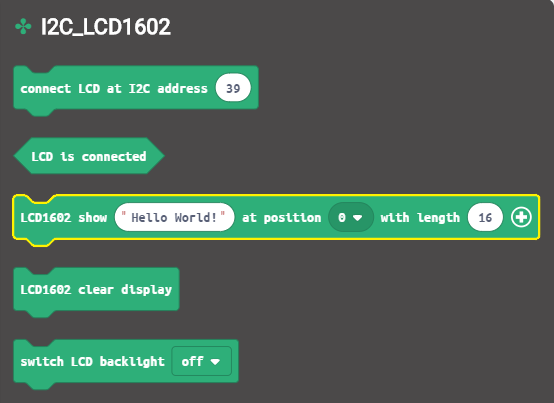 I2C_LCD1602
connect LCD at I2C address 39
LCD is connected
LCD1602 show "Hello World!" at position 0 with length 16
LCD1602 clear display
switch LCD backlight off